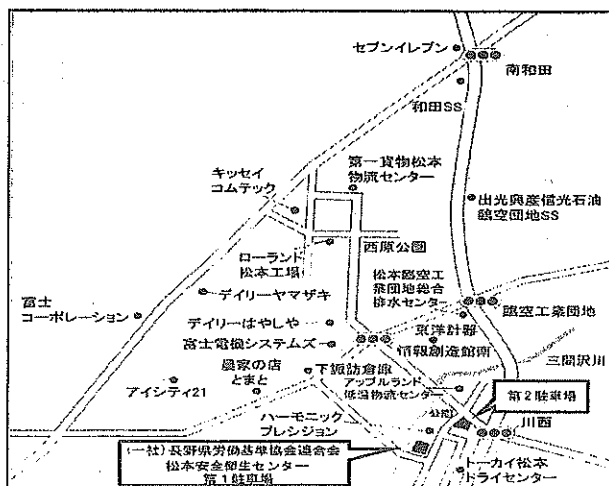 セブンイレブン
南和田
和田SS
キッセイ
コムテック
第一貨物松本
物流センター
出光興産信光石油
臨空団地SS
西原公園
ローランド
松本工場
松本臨空工
業団地総合
排水センター
デイリーヤマザキ
富士
コーポレーション
臨空工業団地
デイリーはやしや
東洋計器
富士電機システムズ
情報創造館南
三間沢川
農家の店
とまと
下諏訪倉庫
アイシティ21
アップルランド
低温物流センター
第2駐車場
ハーモニック
プレシジョン
公園
川西
(一社)長野県労働基準協会連合会
松本安全衛生センター
第1駐車場
トーカイ松本
ドライセンター